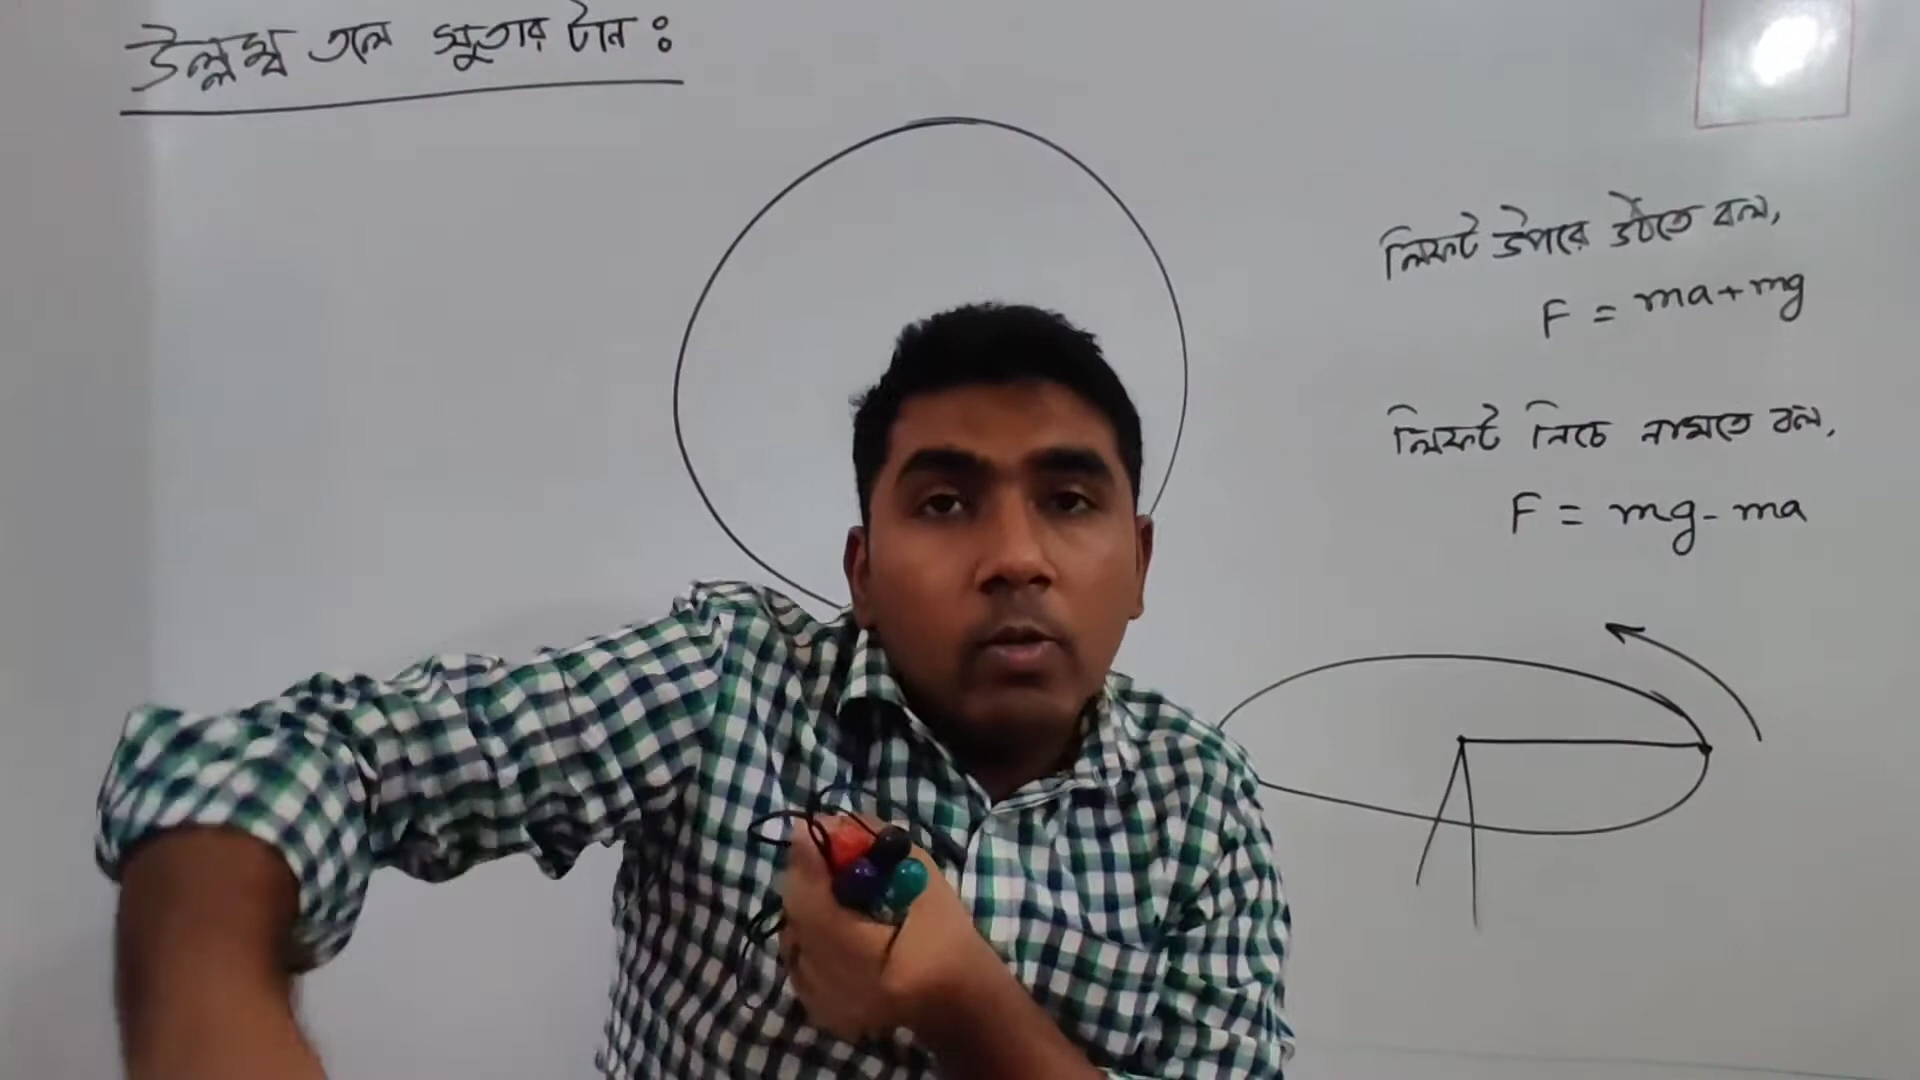 উল্লম্ব তলে সুতার টান :
লিফট উপরে উঠতে বল,
F = ma + mg
লিফট নিচে নামতে বল,
F = mg - ma